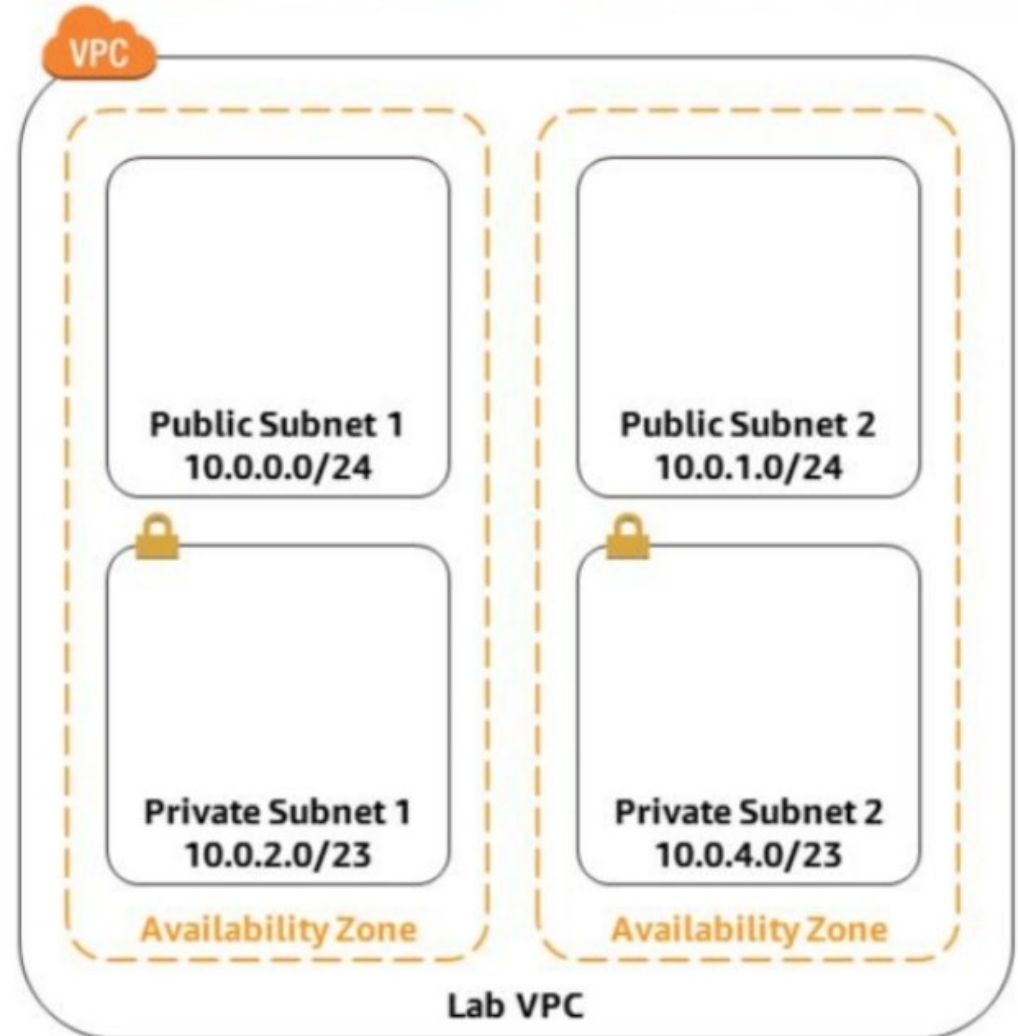 VPC
Public Subnet 1
10.0.0.0/24
Public Subnet 2
10.0.1.0/24
Private Subnet 1
10.0.2.0/23
Private Subnet 2
10.0.4.0/23
Availability Zone
Availability Zone
Lab VPC